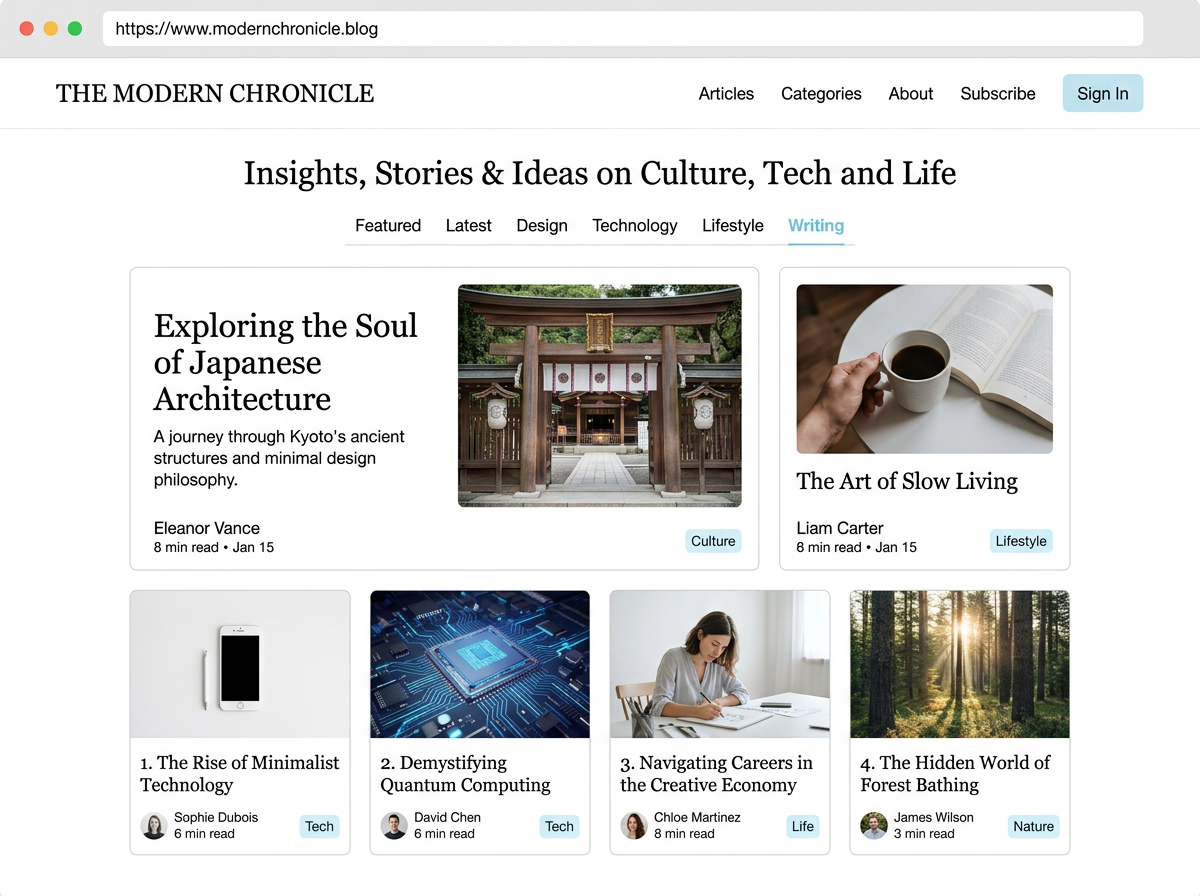 https://www.modernchronicle.blog
THE MODERN CHRONICLE
Articles
Categories
About
Subscribe
Sign In
Insights, Stories & Ideas on Culture, Tech and Life
Featured
Latest
Design
Technology
Lifestyle
Writing
Exploring the Soul
of Japanese
Architecture
A journey through Kyoto's ancient
structures and minimal design
philosophy.
Eleanor Vance
8 min read • Jan 15
Culture
The Art of Slow Living
Liam Carter
6 min read • Jan 15
Lifestyle
1. The Rise of Minimalist
Technology
Sophie Dubois
6 min read
Tech
2. Demystifying
Quantum Computing
David Chen
6 min read
Tech
3. Navigating Careers in
the Creative Economy
Chloe Martinez
8 min read
Life
4. The Hidden World of
Forest Bathing
James Wilson
3 min read
Nature